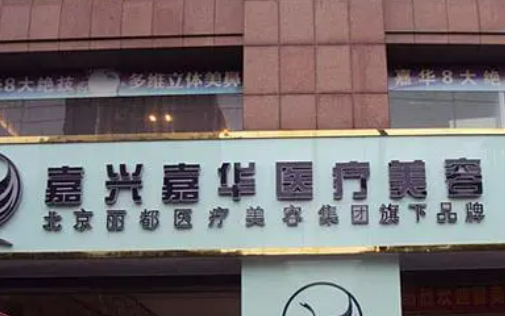 华8大绝技
多维立体美鼻
嘉华8大绝
嘉兴嘉华医疗美容
北京丽都医疗美容集团旗下品牌